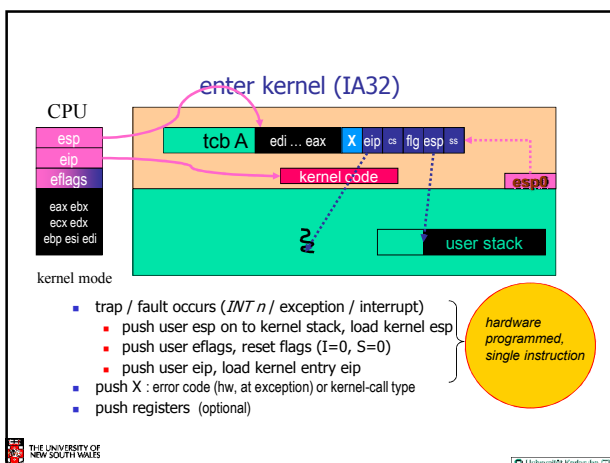 enter kernel (IA32)
CPU
esp
eip
eflags
eax ebx
ecx edx
ebp esi edi
kernel mode
tcb A
edi ... eax
X
eip
cs
flg
esp
ss
kernel code
esp0
user stack
trap / fault occurs (INT n / exception / interrupt)
push user esp on to kernel stack, load kernel esp
push user eflags, reset flags (I=0, S=0)
push user eip, load kernel entry eip
push X : error code (hw, at exception) or kernel-call type
push registers (optional)
hardware
programmed,
single instruction
THE UNIVERSITY OF
NEW SOUTH WALES